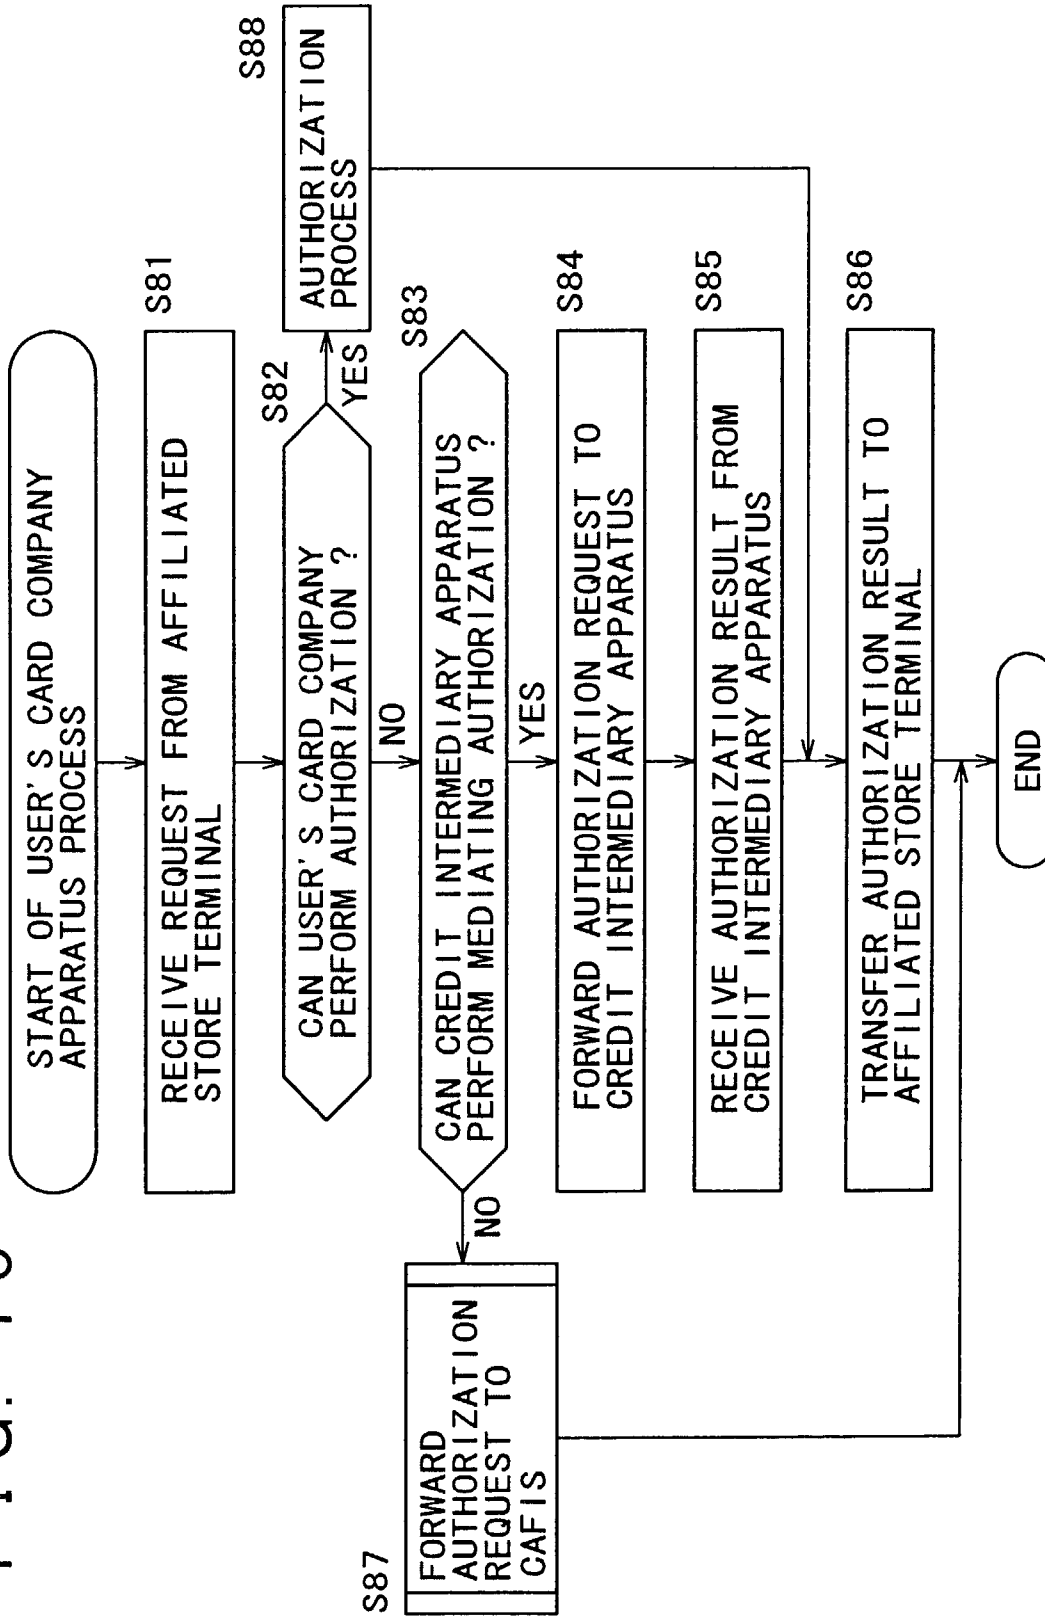 START OF USER'S CARD COMPANY
APPARATUS PROCESS
S81
RECEIVE REQUEST FROM AFFILIATED
STORE TERMINAL
S82
CAN USER'S CARD COMPANY
PERFORM AUTHORIZATION ?
YES
S88
AUTHORIZATION
PROCESS
NO
S83
CAN CREDIT INTERMEDIARY APPARATUS
PERFORM MEDIATING AUTHORIZATION ?
NO
S87
FORWARD
AUTHORIZATION
REQUEST TO
CAFIS
YES
S84
FORWARD AUTHORIZATION REQUEST TO
CREDIT INTERMEDIARY APPARATUS
S85
RECEIVE AUTHORIZATION RESULT FROM
CREDIT INTERMEDIARY APPARATUS
S86
TRANSFER AUTHORIZATION RESULT TO
AFFILIATED STORE TERMINAL
END